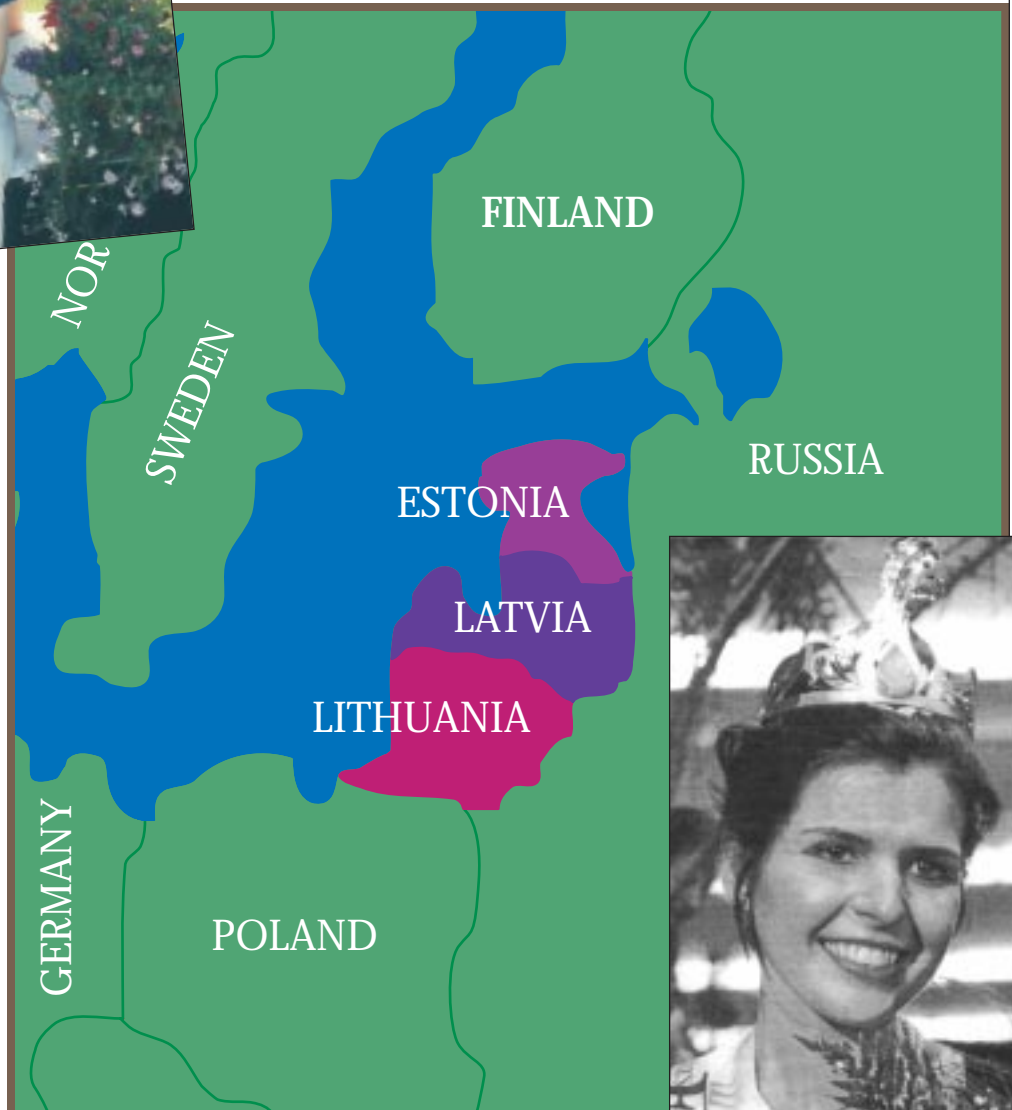 FINLAND
NOR
SWEDEN
RUSSIA
ESTONIA
LATVIA
LITHUANIA
GERMANY
POLAND